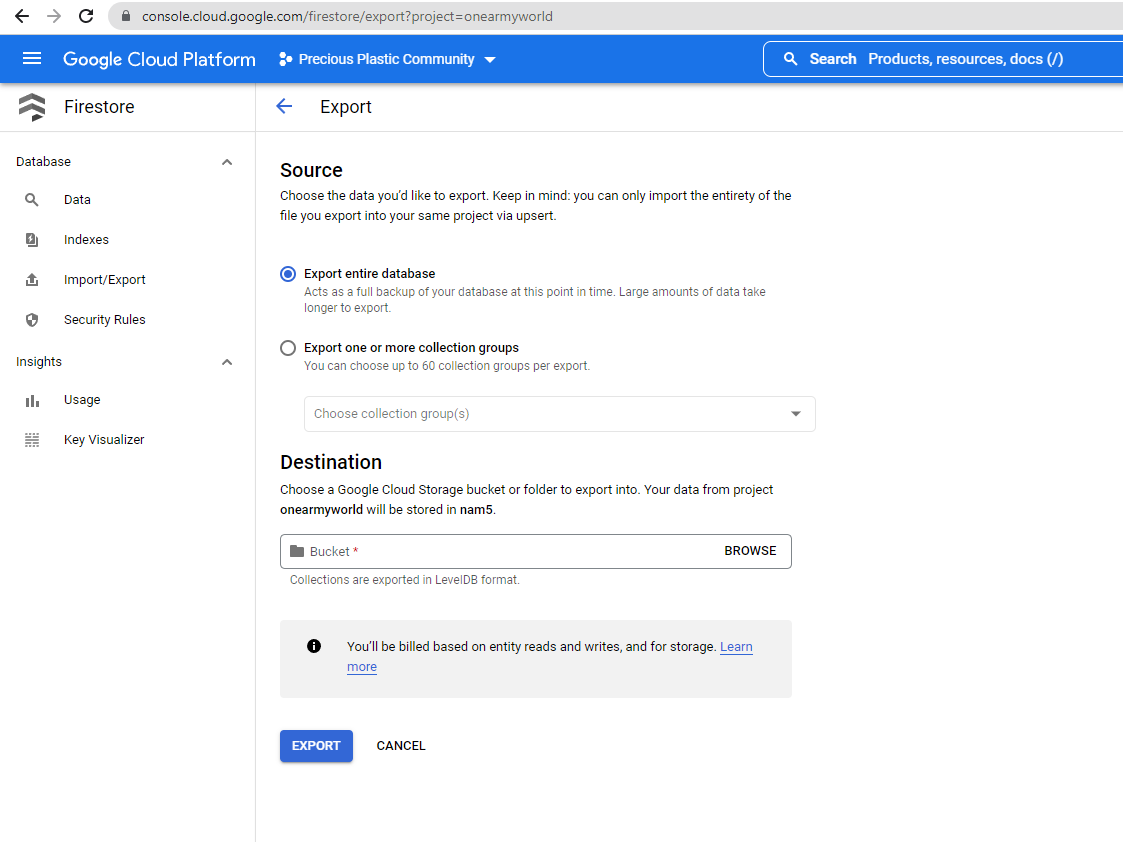 console.cloud.google.com/firestore/export?project=onearmyworld
Google Cloud Platform
Precious Plastic Community
Search Products, resources, docs (/)
Firestore
Export
Database
Data
Indexes
Import/Export
Security Rules
Insights
Usage
Key Visualizer
Source
Choose the data you'd like to export. Keep in mind: you can only import the entirety of the
file you export into your same project via upsert.
Export entire database
Acts as a full backup of your database at this point in time. Large amounts of data take
longer to export.
Export one or more collection groups
You can choose up to 60 collection groups per export.
Choose collection group(s)
Destination
Choose a Google Cloud Storage bucket or folder to export into. Your data from project
onearmyworld will be stored in nam5.
Bucket *
BROWSE
Collections are exported in LevelDB format.
You'll be billed based on entity reads and writes, and for storage. Learn
more
EXPORT
CANCEL